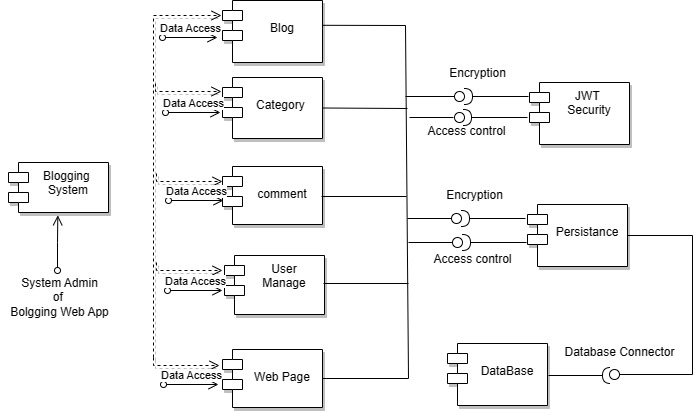 Blog
Data Access
Category
Data Access
comment
Data Access
User
Manage
Data Access
Web Page
Data Access
Blogging
System
System Admin
of
Bolgging Web App
Encryption
JWT
Security
Access control
Encryption
Persistance
Access control
Database Connector
DataBase